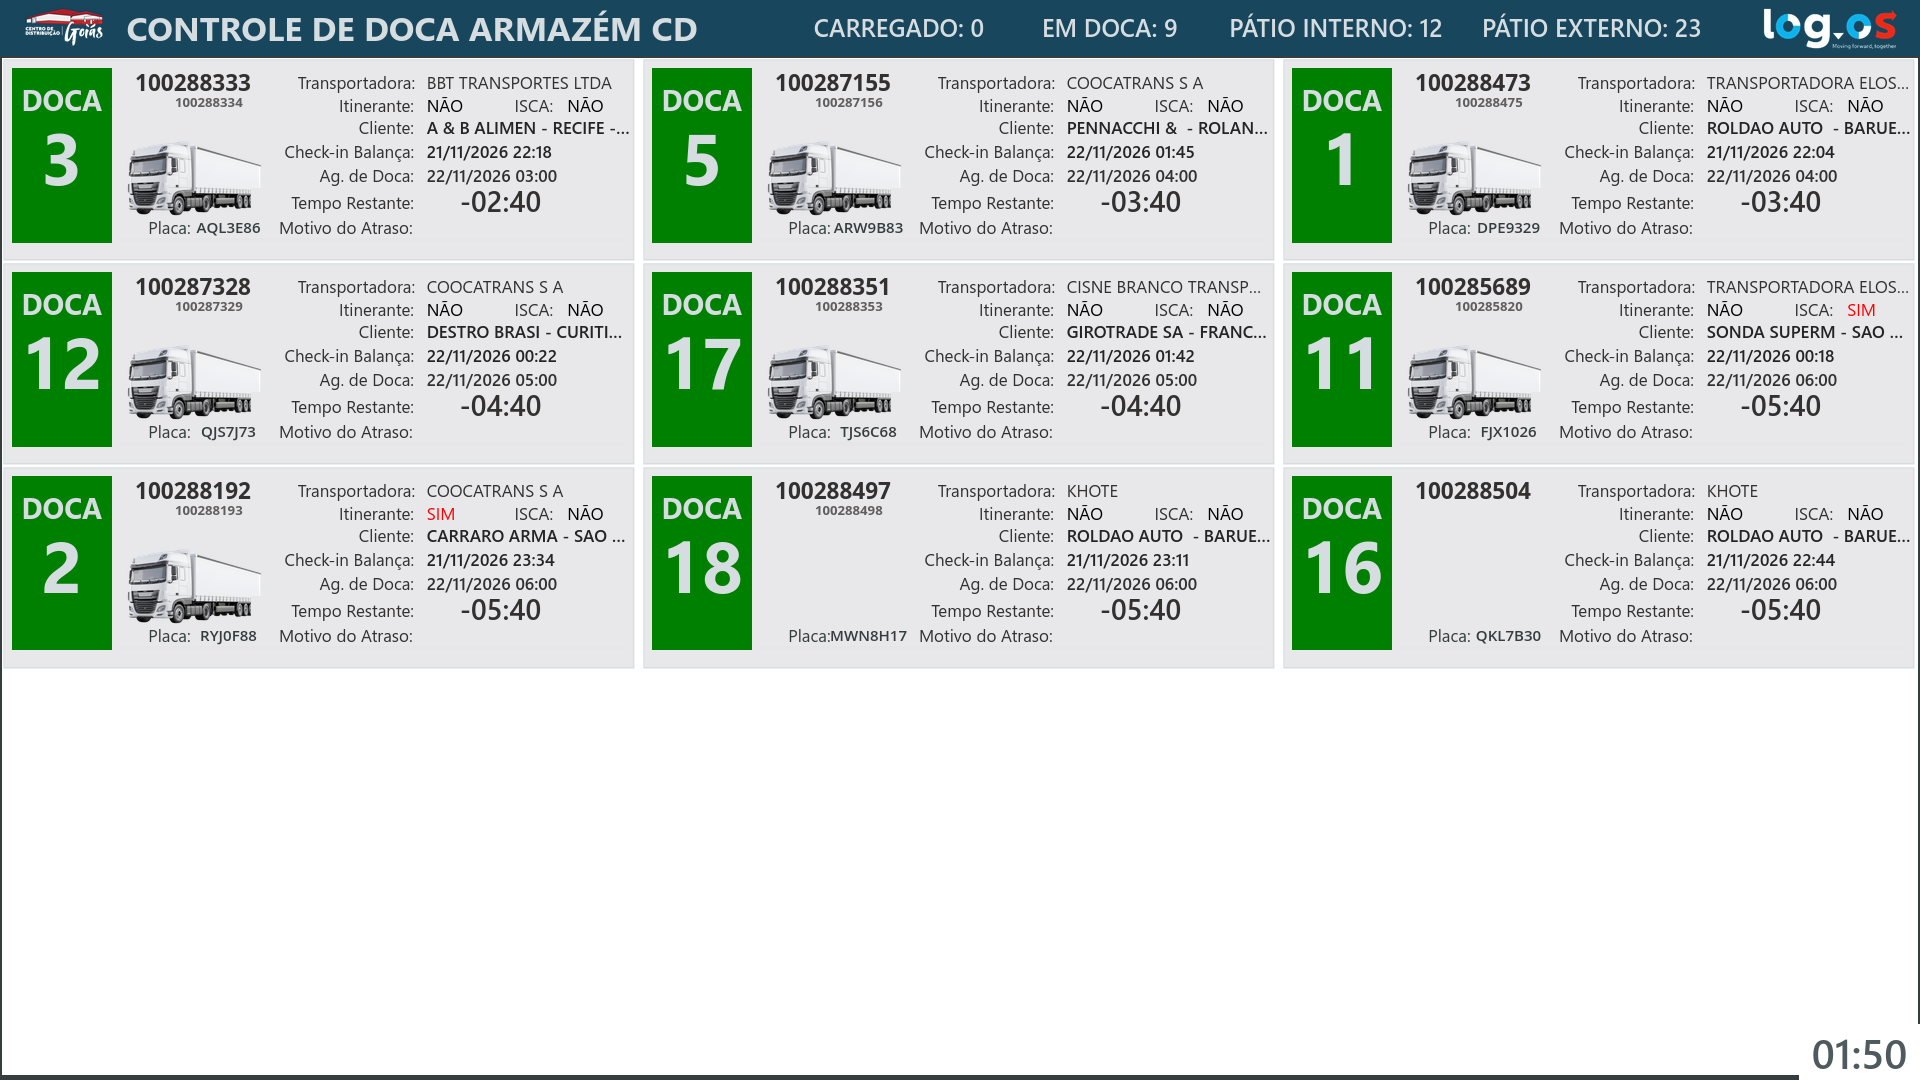 CENTRO DE DISTRIBUIÇÃO Goiás
CONTROLE DE DOCA ARMAZÉM CD
CARREGADO: 0
EM DOCA: 9
PÁTIO INTERNO: 12
PÁTIO EXTERNO: 23
log.os
Moving forward, together
DOCA
3
100288333
100288334
Placa: AQL3E86
Transportadora: BBT TRANSPORTES LTDA
Itinerante: NÃO ISCA: NÃO
Cliente: A & B ALIMEN - RECIFE -...
Check-in Balança: 21/11/2026 22:18
Ag. de Doca: 22/11/2026 03:00
Tempo Restante: -02:40
Motivo do Atraso:
DOCA
5
100287155
100287156
Placa: ARW9B83
Transportadora: COOCATRANS S A
Itinerante: NÃO ISCA: NÃO
Cliente: PENNACCHI & - ROLAN...
Check-in Balança: 22/11/2026 01:45
Ag. de Doca: 22/11/2026 04:00
Tempo Restante: -03:40
Motivo do Atraso:
DOCA
1
100288473
100288475
Placa: DPE9329
Transportadora: TRANSPORTADORA ELOS...
Itinerante: NÃO ISCA: NÃO
Cliente: ROLDAO AUTO - BARUE...
Check-in Balança: 21/11/2026 22:04
Ag. de Doca: 22/11/2026 04:00
Tempo Restante: -03:40
Motivo do Atraso:
DOCA
12
100287328
100287329
Placa: QJS7J73
Transportadora: COOCATRANS S A
Itinerante: NÃO ISCA: NÃO
Cliente: DESTRO BRASI - CURITI...
Check-in Balança: 22/11/2026 00:22
Ag. de Doca: 22/11/2026 05:00
Tempo Restante: -04:40
Motivo do Atraso:
DOCA
17
100288351
100288353
Placa: TJS6C68
Transportadora: CISNE BRANCO TRANSP...
Itinerante: NÃO ISCA: NÃO
Cliente: GIROTRADE SA - FRANC...
Check-in Balança: 22/11/2026 01:42
Ag. de Doca: 22/11/2026 05:00
Tempo Restante: -04:40
Motivo do Atraso:
DOCA
11
100285689
100285820
Placa: FJX1026
Transportadora: TRANSPORTADORA ELOS...
Itinerante: NÃO ISCA: SIM
Cliente: SONDA SUPERM - SAO ...
Check-in Balança: 22/11/2026 00:18
Ag. de Doca: 22/11/2026 06:00
Tempo Restante: -05:40
Motivo do Atraso:
DOCA
2
100288192
100288193
Placa: RYJ0F88
Transportadora: COOCATRANS S A
Itinerante: SIM ISCA: NÃO
Cliente: CARRARO ARMA - SAO ...
Check-in Balança: 21/11/2026 23:34
Ag. de Doca: 22/11/2026 06:00
Tempo Restante: -05:40
Motivo do Atraso:
DOCA
18
100288497
100288498
Placa: MWN8H17
Transportadora: KHOTE
Itinerante: NÃO ISCA: NÃO
Cliente: ROLDAO AUTO - BARUE...
Check-in Balança: 21/11/2026 23:11
Ag. de Doca: 22/11/2026 06:00
Tempo Restante: -05:40
Motivo do Atraso:
DOCA
16
100288504
Placa: QKL7B30
Transportadora: KHOTE
Itinerante: NÃO ISCA: NÃO
Cliente: ROLDAO AUTO - BARUE...
Check-in Balança: 21/11/2026 22:44
Ag. de Doca: 22/11/2026 06:00
Tempo Restante: -05:40
Motivo do Atraso:
01:50